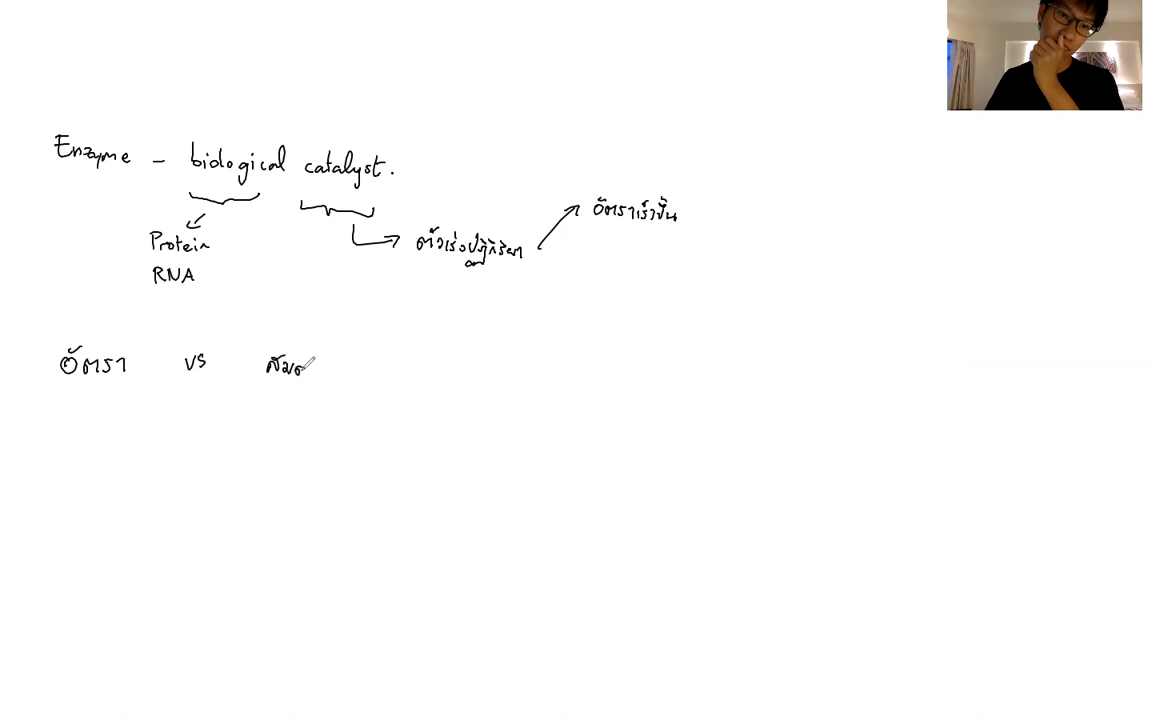 Enzyme – biological catalyst.
อัตราเร็วขึ้น
ตัวเร่งปฏิกิริยา
Protein
RNA
อัตรา vs สมด